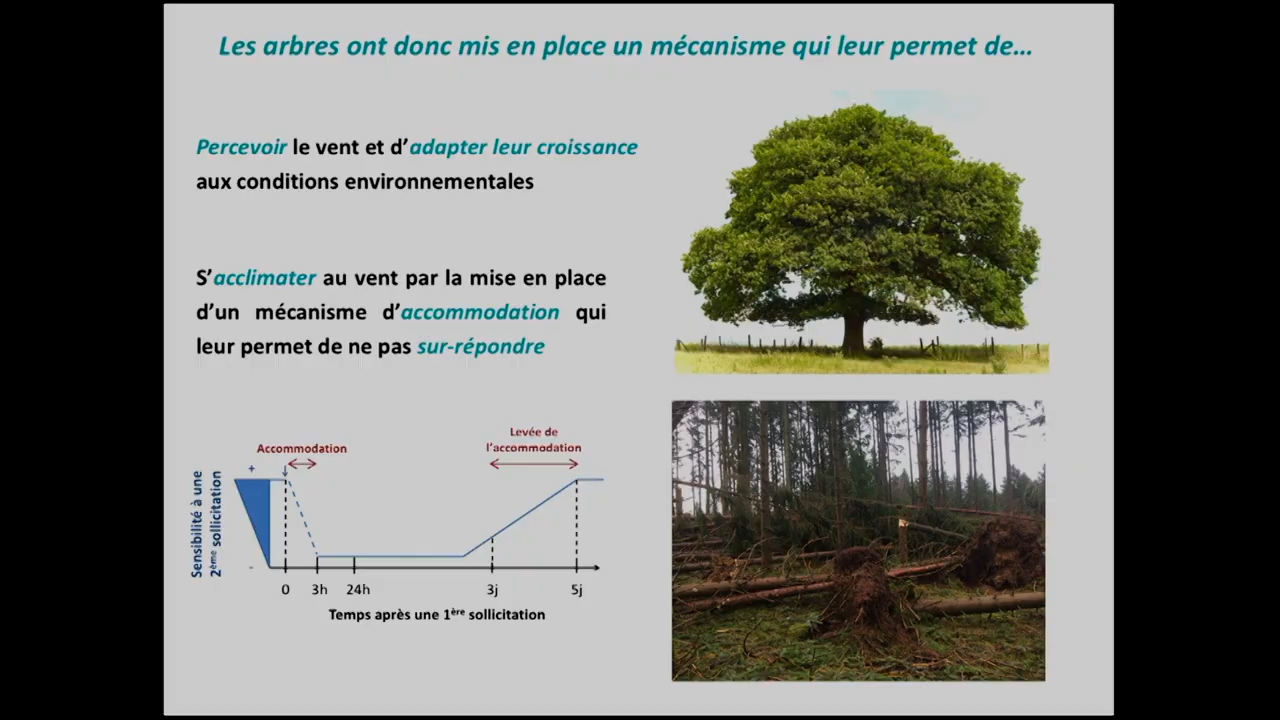 Les arbres ont donc mis en place un mécanisme qui leur permet de…
Percevoir le vent et d’adapter leur croissance
aux conditions environnementales
S’acclimater au vent par la mise en place
d’un mécanisme d’accommodation qui
leur permet de ne pas sur-répondre
Levée de
l’accommodation
Accommodation
Sensibilité à une
2ème sollicitation
+
-
0 3h 24h 3j 5j
Temps après une 1ère sollicitation